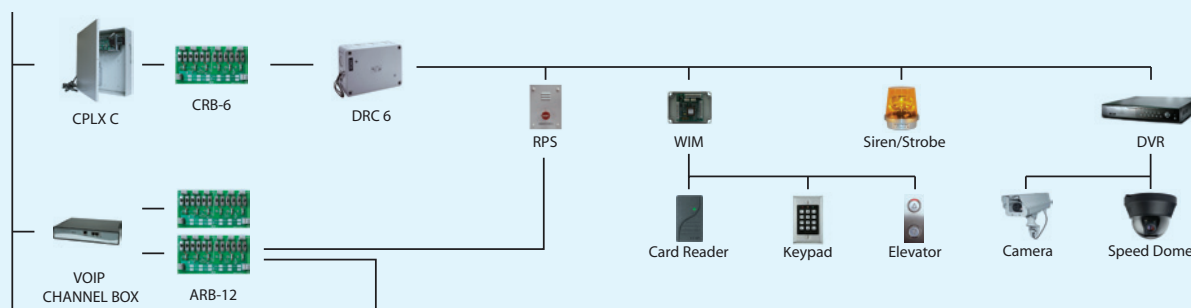 CPLX C
CRB-6
DRC 6
RPS
WIM
Siren/Strobe
DVR
Card Reader
Keypad
Elevator
Camera
Speed Dome
VOIP
CHANNEL BOX
ARB-12